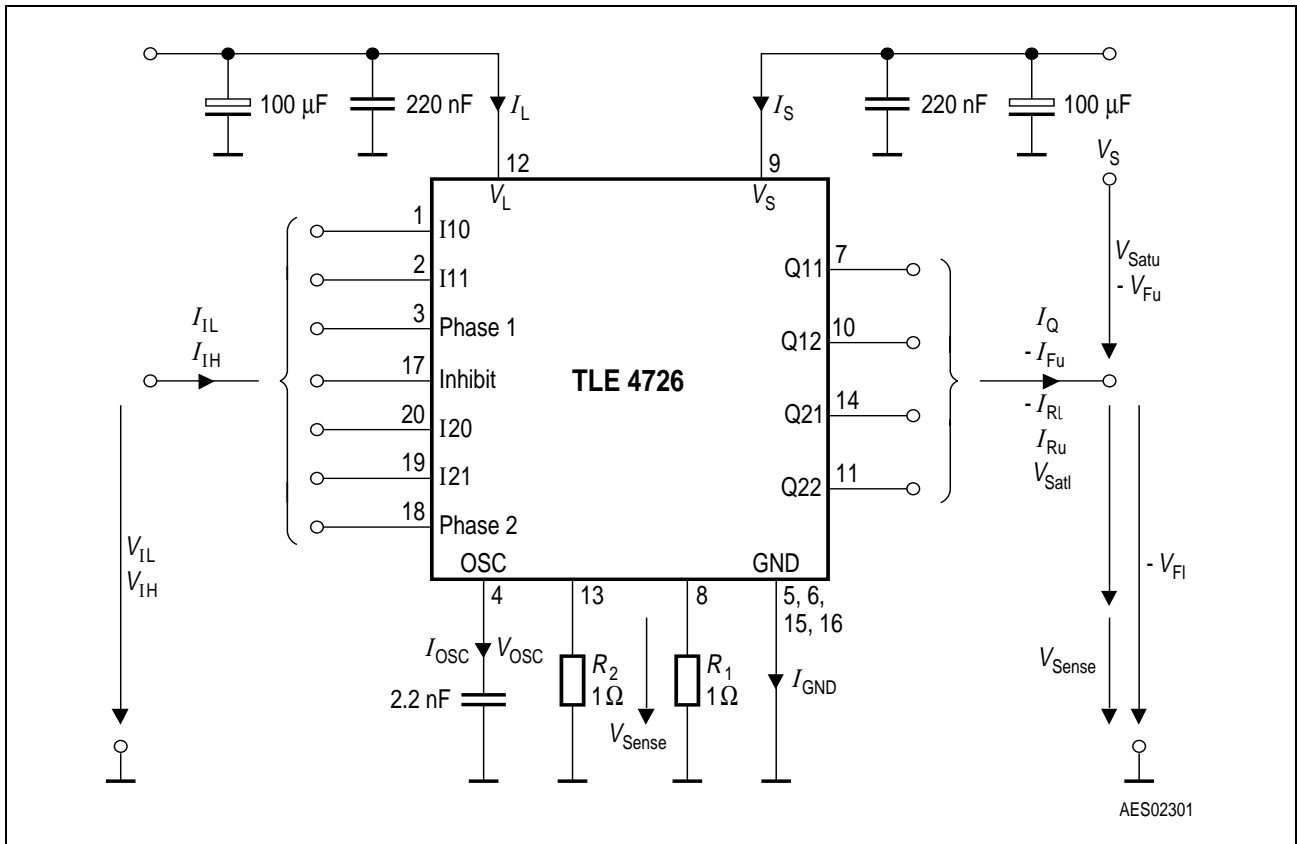 100 μF
220 nF
I_L
I_S
220 nF
100 μF
V_S
12
9
V_L
V_S
1
I10
2
I11
3
Phase 1
17
Inhibit
20
I20
19
I21
18
Phase 2
I_IL
I_IH
V_IL
V_IH
TLE 4726
7
Q11
10
Q12
14
Q21
11
Q22
V_Satu
- V_Fu
I_Q
- I_Fu
- I_Rl
I_Ru
V_Satl
- V_Fl
V_Sense
OSC
GND
4
13
8
5, 6,
15, 16
I_OSC
V_OSC
2.2 nF
R_2
1 Ω
V_Sense
R_1
1 Ω
I_GND
AES02301